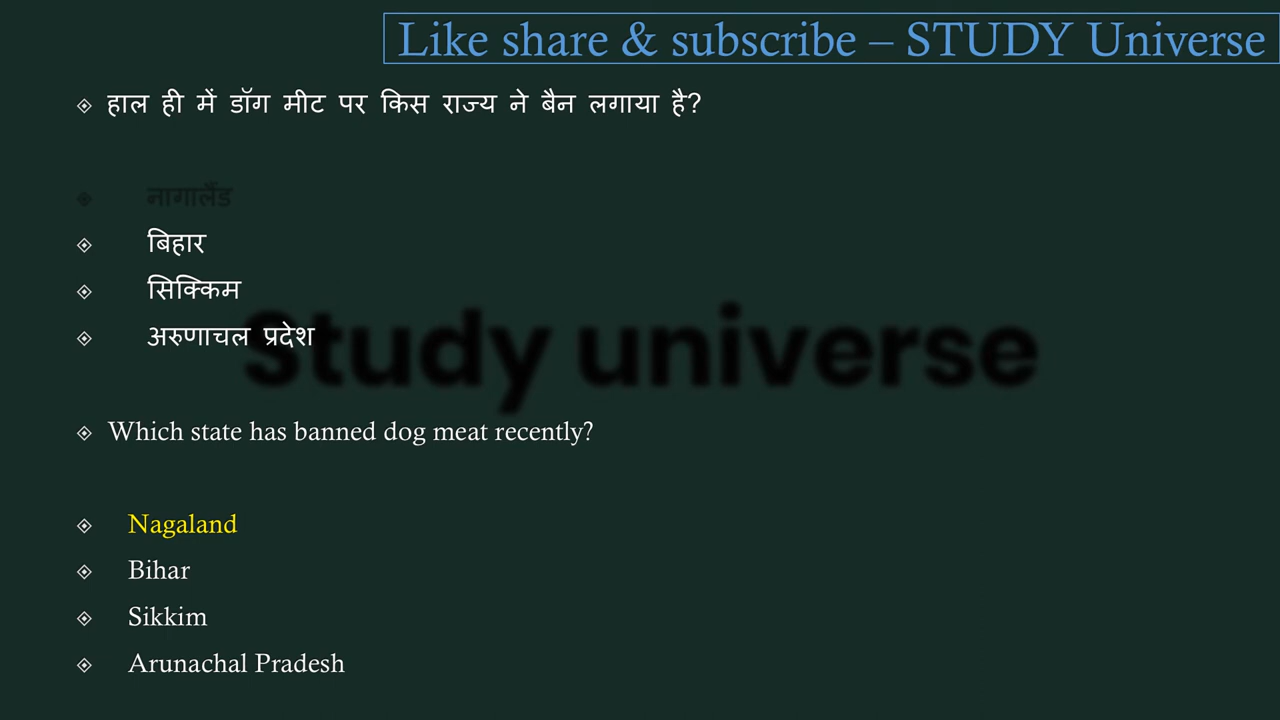 Like share & subscribe – STUDY Universe
हाल ही में डॉग मीट पर किस राज्य ने बैन लगाया है?
नागालैंड
बिहार
सिक्किम
अरुणाचल प्रदेश
Study universe
Which state has banned dog meat recently?
Nagaland
Bihar
Sikkim
Arunachal Pradesh